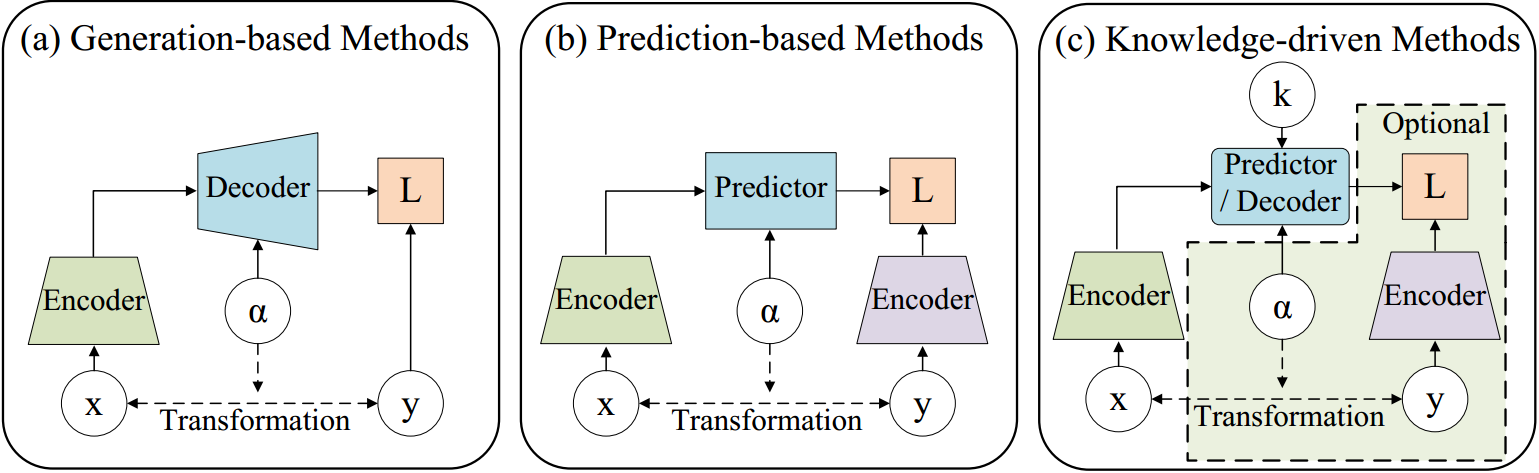 (a) Generation-based Methods
Decoder
L
Encoder
α
x
Transformation
y
(b) Prediction-based Methods
Predictor
L
Encoder
α
Encoder
x
Transformation
y
(c) Knowledge-driven Methods
k
Optional
Predictor
/ Decoder
L
Encoder
α
Encoder
x
Transformation
y